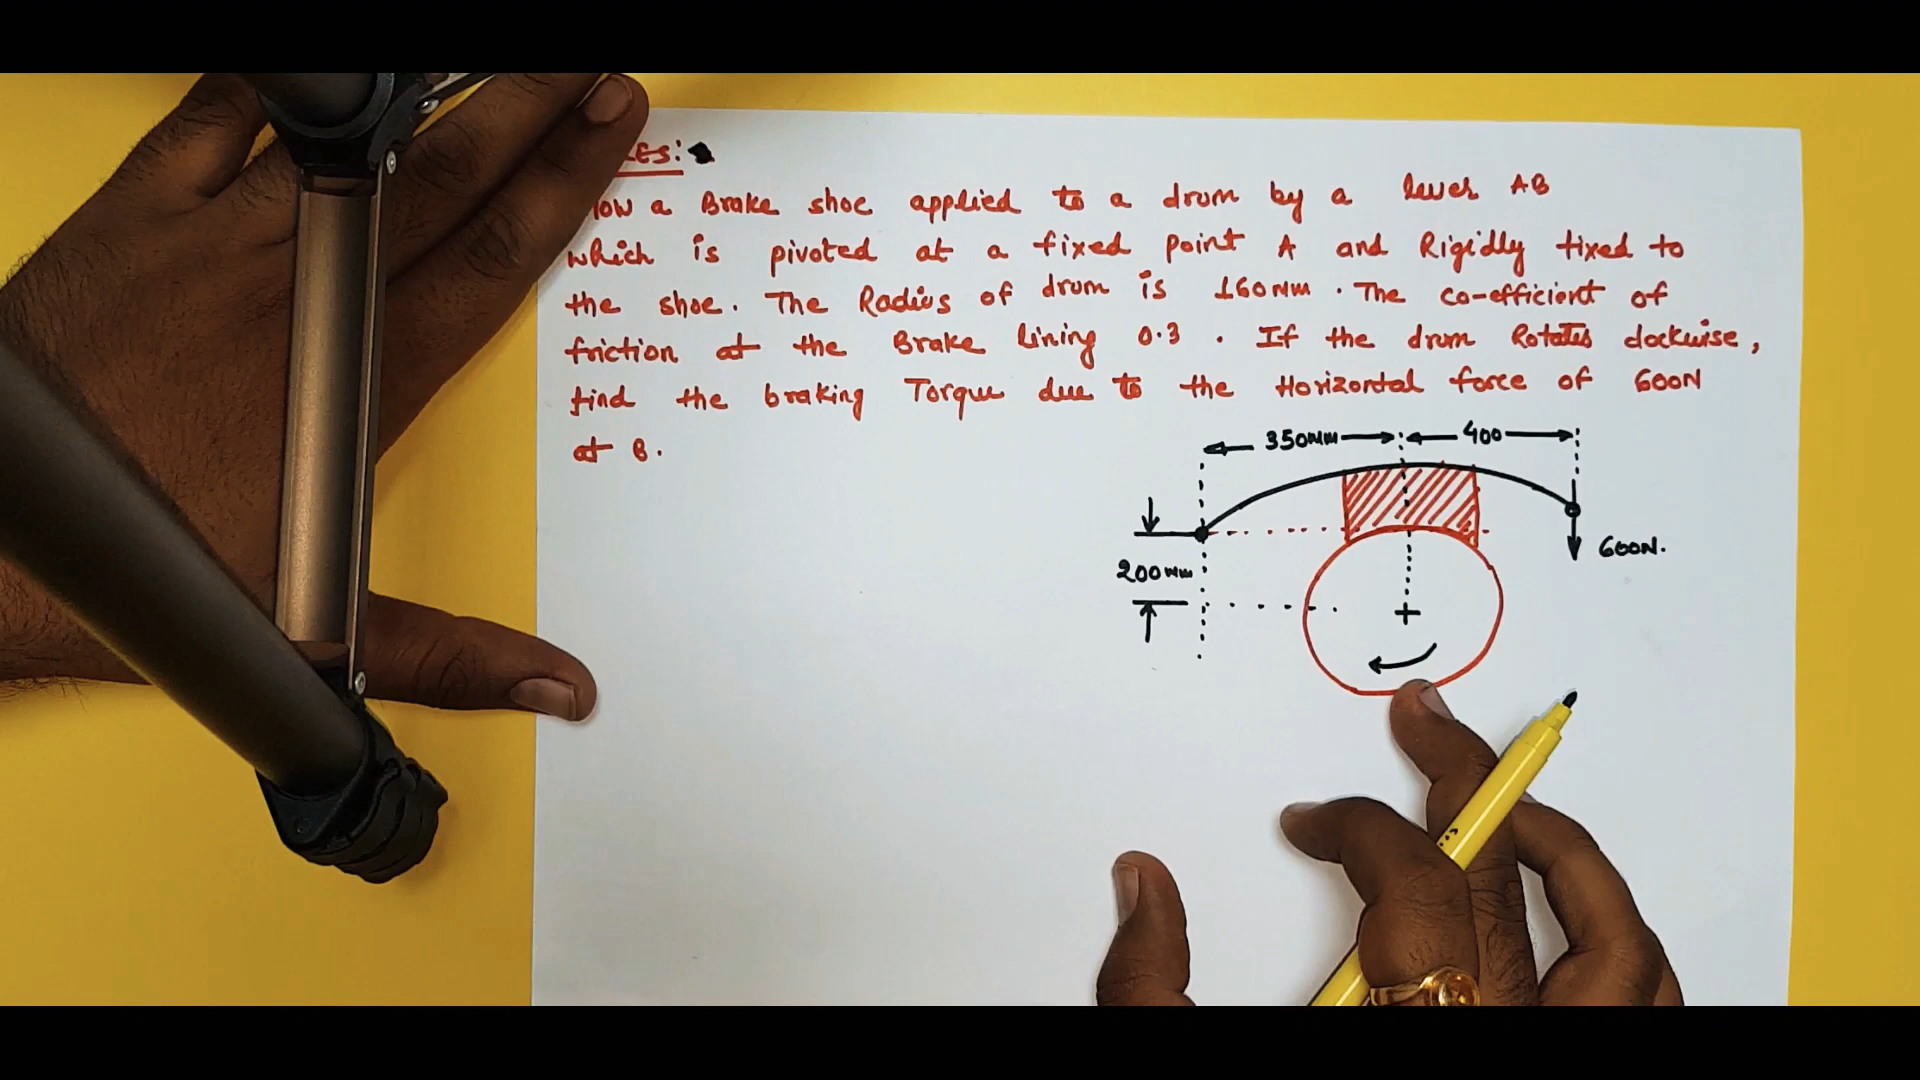 a Brake shoe applied to a drum by a lever AB
which is pivoted at a fixed point A and Rigidly fixed to
the shoe. The Radius of drum is 160mm. The co-efficient of
friction at the Brake lining 0.3. If the drum Rotates clockwise,
find the braking Torque due to the Horizontal force of 600N
at B.
350mm 400
600N.
200mm